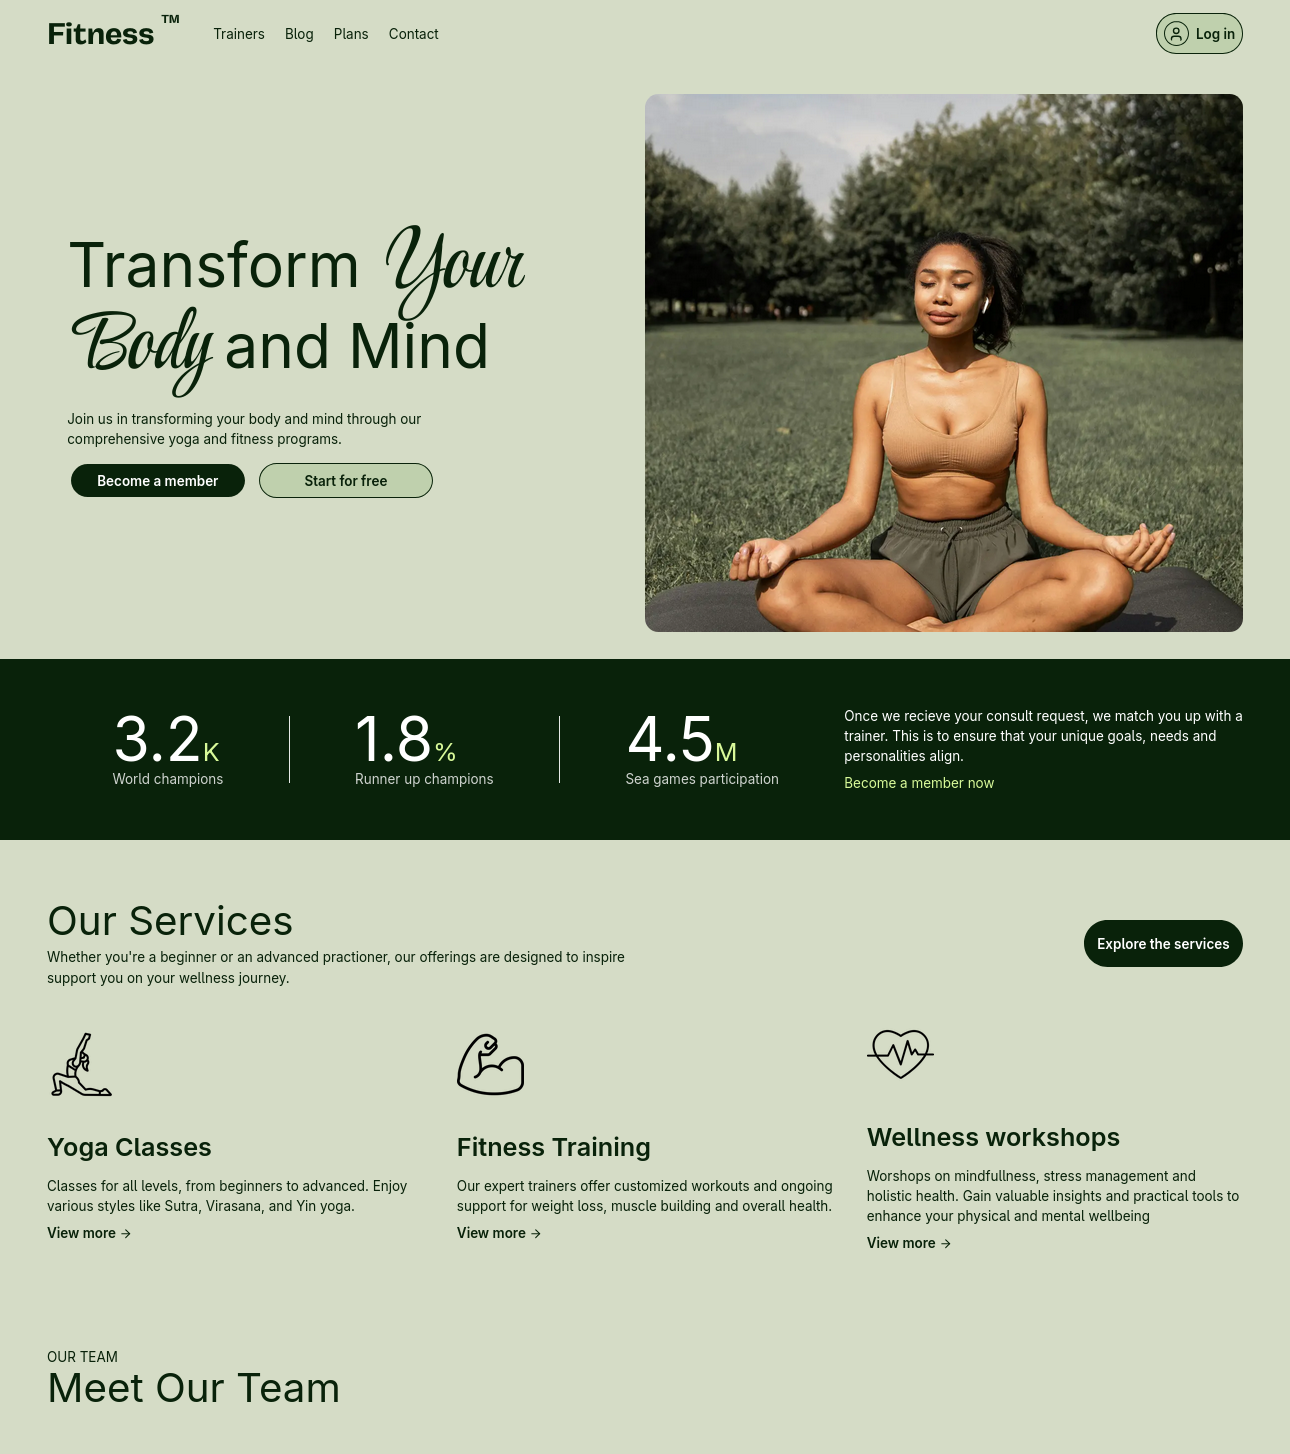 Fitness ™
Trainers Blog Plans Contact
Log in
Transform Your
Body and Mind
Join us in transforming your body and mind through our
comprehensive yoga and fitness programs.
Become a member
Start for free
3.2K
World champions
1.8%
Runner up champions
4.5M
Sea games participation
Once we recieve your consult request, we match you up with a
trainer. This is to ensure that your unique goals, needs and
personalities align.
Become a member now
Our Services
Whether you're a beginner or an advanced practioner, our offerings are designed to inspire
support you on your wellness journey.
Explore the services
Yoga Classes
Classes for all levels, from beginners to advanced. Enjoy
various styles like Sutra, Virasana, and Yin yoga.
View more →
Fitness Training
Our expert trainers offer customized workouts and ongoing
support for weight loss, muscle building and overall health.
View more →
Wellness workshops
Worshops on mindfullness, stress management and
holistic health. Gain valuable insights and practical tools to
enhance your physical and mental wellbeing
View more →
OUR TEAM
Meet Our Team